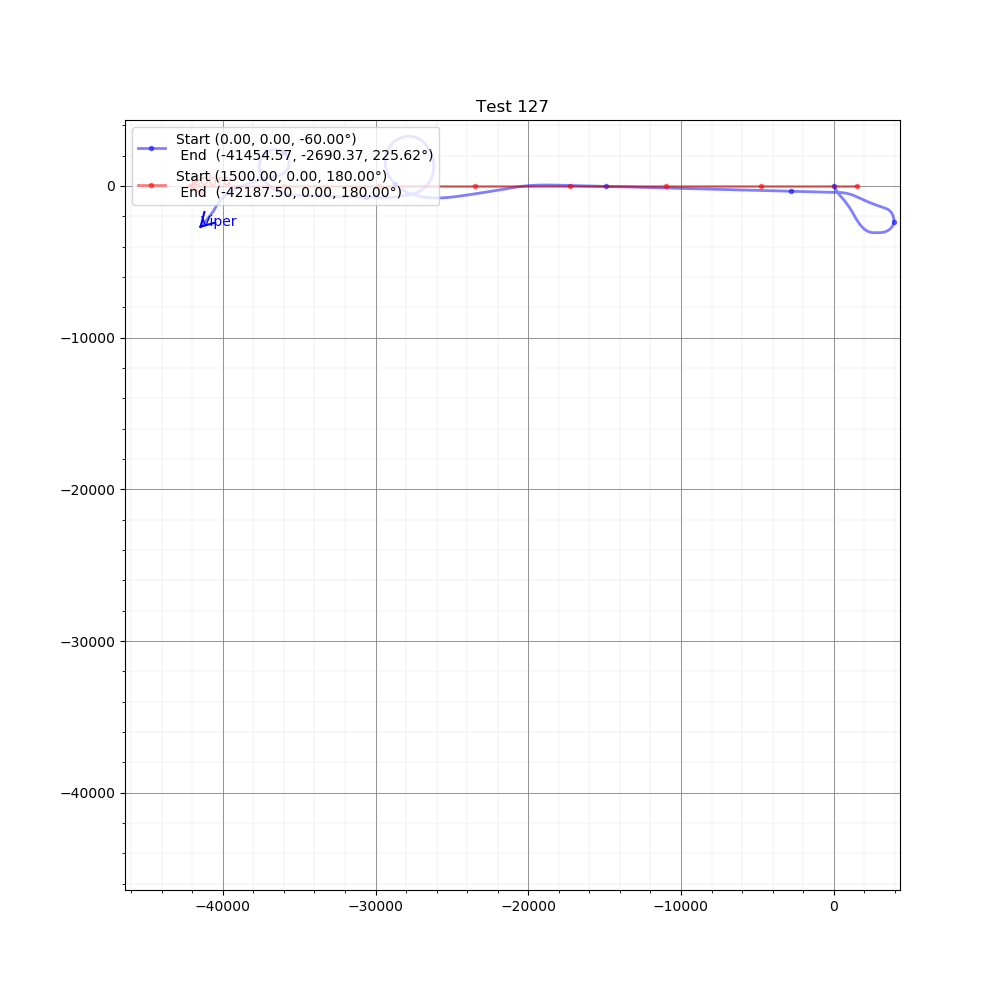 Test 127
Start (0.00, 0.00, -60.00°)
End (-41454.57, -2690.37, 225.62°)
Start (1500.00, 0.00, 180.00°)
End (-42187.50, 0.00, 180.00°)
Viper
0
−10000
−20000
−30000
−40000
−40000
−30000
−20000
−10000
0